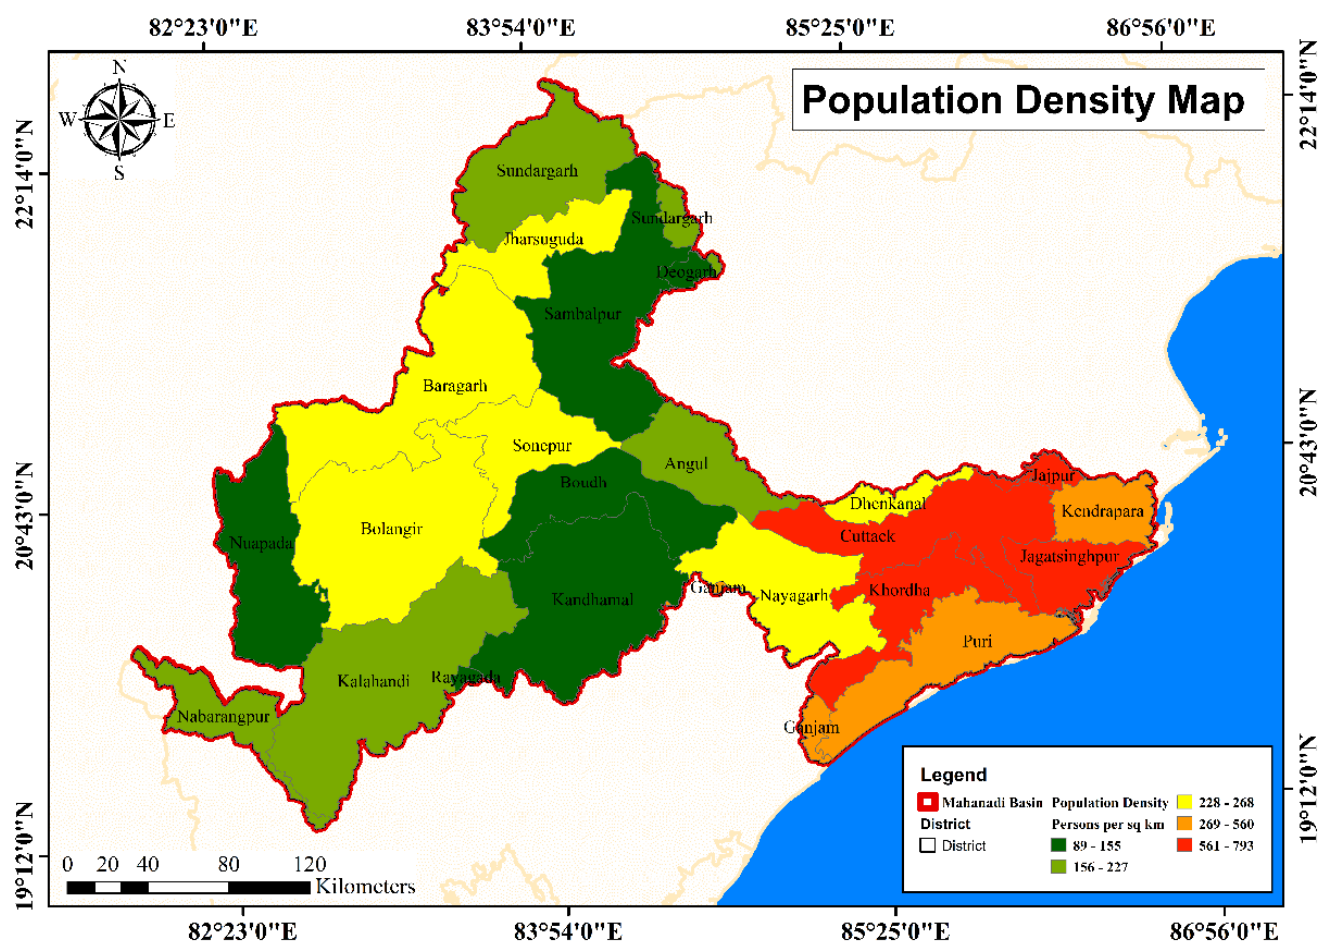 82°23'0"E 83°54'0"E 85°25'0"E 86°56'0"E
Population Density Map
N
W E
S
22°14'0"N
22°14'0"N
Sundargarh
Sundargarh
Jharsuguda
Deogarh
Sambalpur
Baragarh
Sonepur
Angul
Boudh
Jajpur
Kendrapara
Dhenkanal
Cuttack
Bolangir
Nuapada
Jagatsinghpur
Ganjam
Khordha
Nayagarh
Kandhamal
Puri
Kalahandi
Rayagada
Nabarangpur
Ganjam
20°43'0"N
20°43'0"N
19°12'0"N
19°12'0"N
Legend
Mahanadi Basin
District
District
Population Density
Persons per sq km
89 - 155
156 - 227
228 - 268
269 - 560
561 - 793
0 20 40 80 120
Kilometers
82°23'0"E 83°54'0"E 85°25'0"E 86°56'0"E